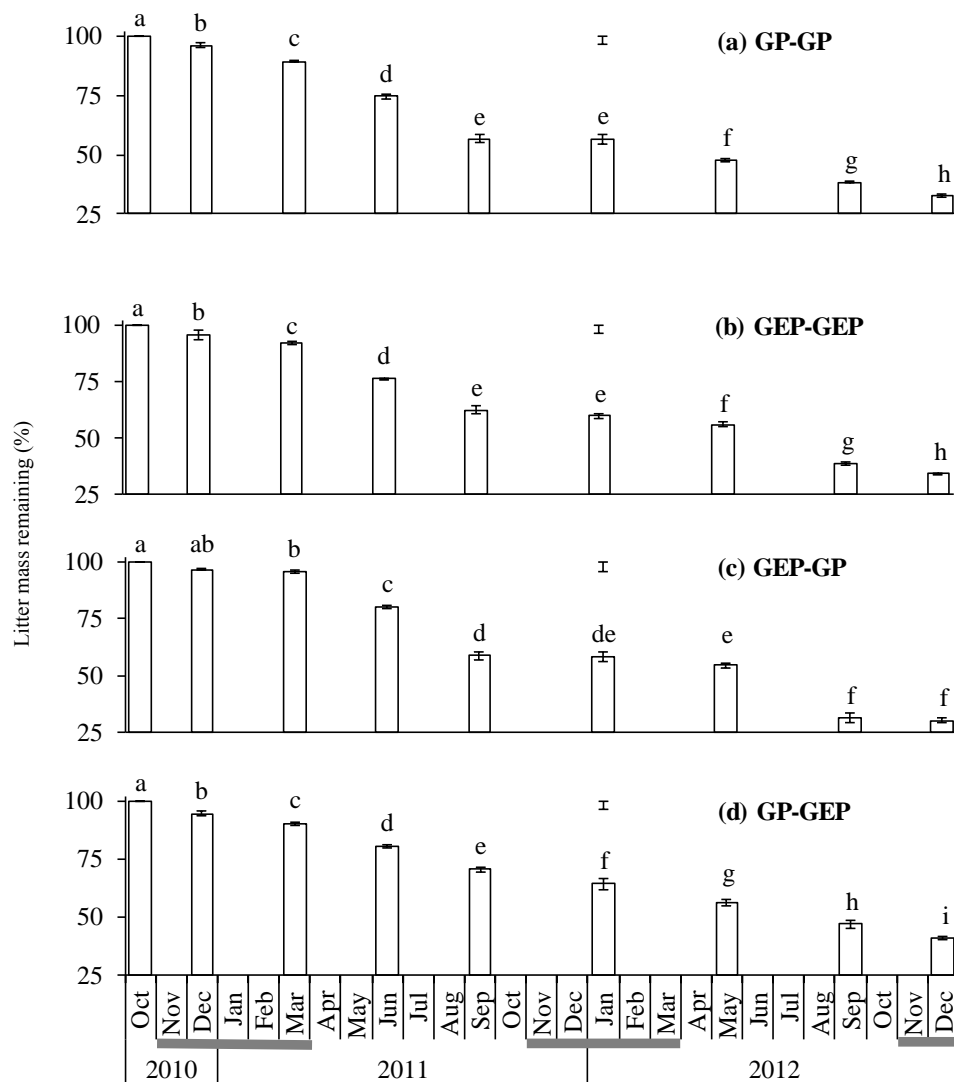 a b c d e e f g h
(a) GP-GP
100
75
50
25
a b c d e e f g h
(b) GEP-GEP
100
75
50
25
a ab b c d de e f f
(c) GEP-GP
100
75
50
25
a b c d e f g h i
(d) GP-GEP
100
75
50
25
Litter mass remaining (%)
Oct Nov Dec Jan Feb Mar Apr May Jun Jul Aug Sep Oct Nov Dec Jan Feb Mar Apr May Jun Jul Aug Sep Oct Nov Dec
2010 2011 2012